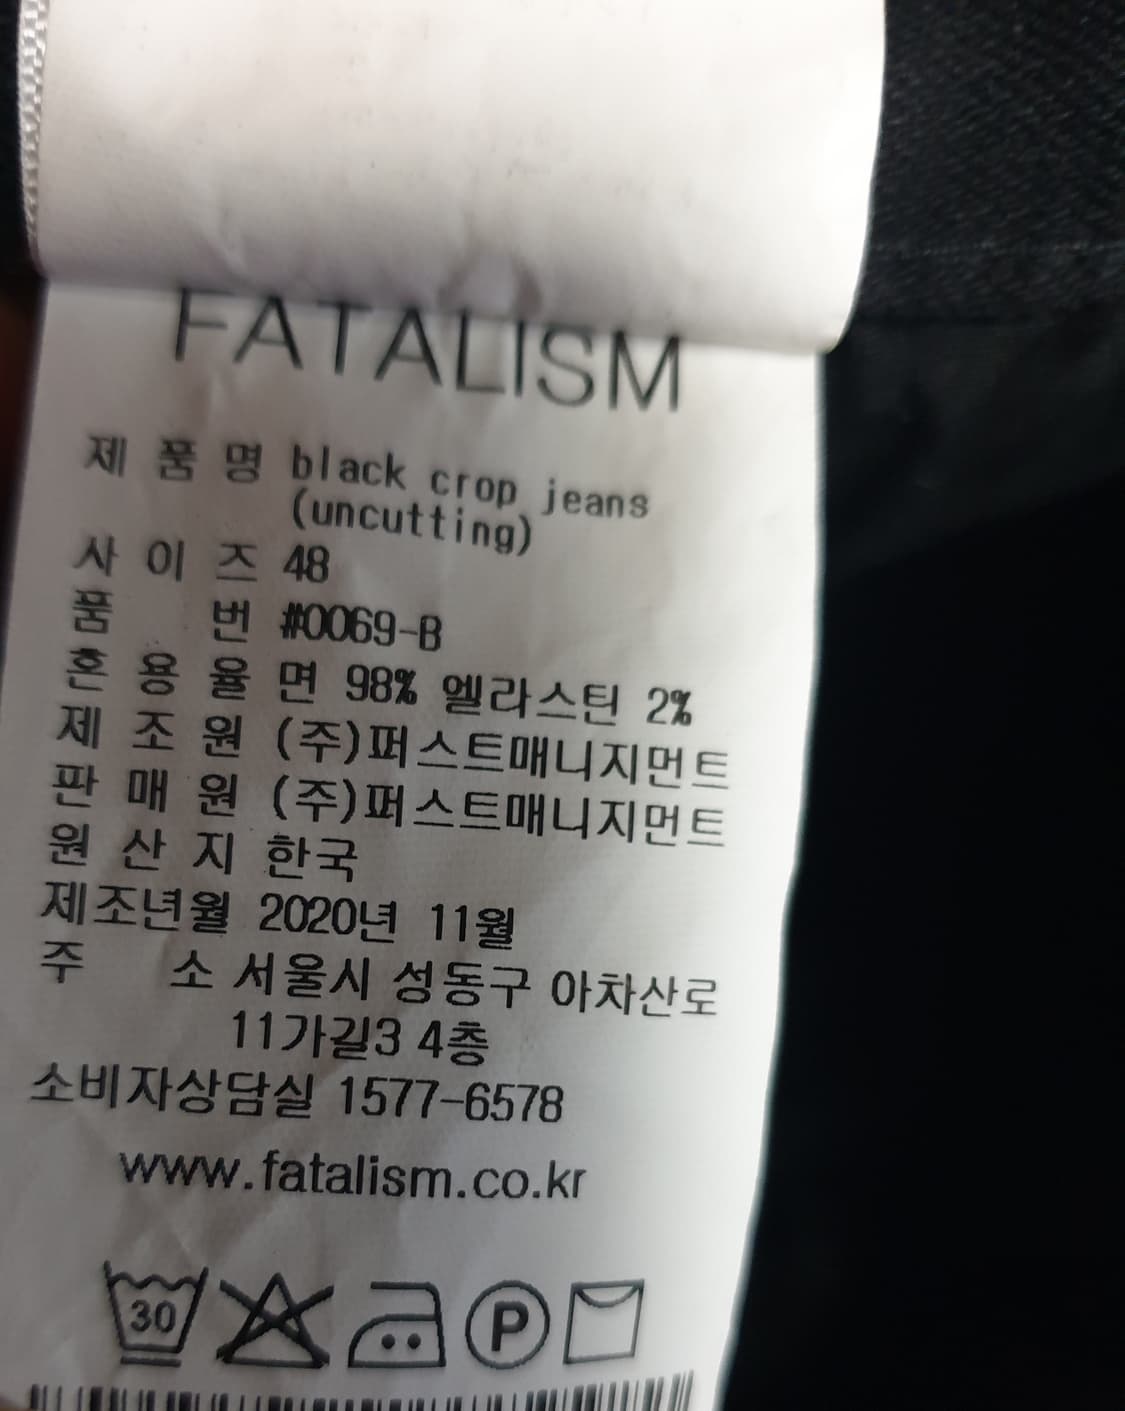 FATALISM
제 품 명 black crop jeans
(uncutting)
사 이 즈 48
품 번 #0069-B
혼 용 율 면 98% 엘라스틴 2%
제 조 원 (주)퍼스트매니지먼트
판 매 원 (주)퍼스트매니지먼트
원 산 지 한국
제조년월 2020년 11월
주 소 서울시 성동구 아차산로
11가길3 4층
소비자상담실 1577-6578
www.fatalism.co.kr
30 P